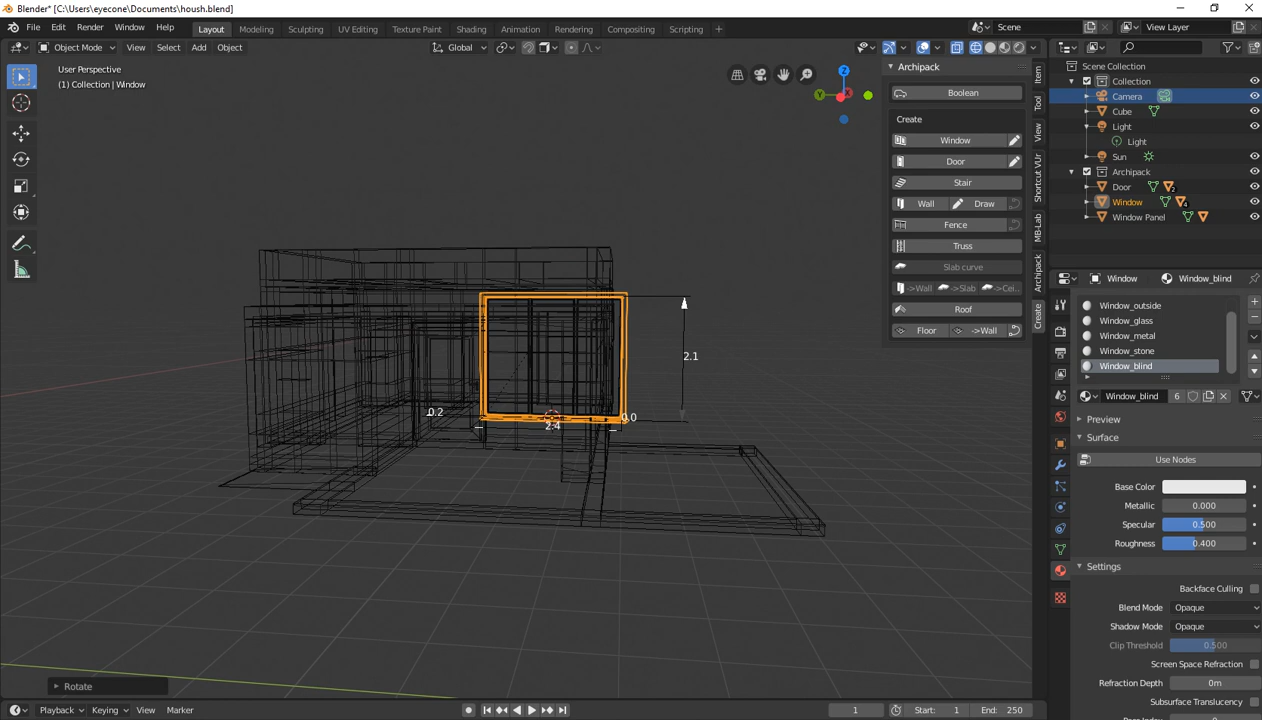 Blender* [C:\Users\eyecone\Documents\housh.blend]
File Edit Render Window Help Layout Modeling Sculpting UV Editing Texture Paint Shading Animation Rendering Compositing Scripting + Scene View Layer
Object Mode View Select Add Object Global
User Perspective
(1) Collection | Window
Z
Y
X
Archipack
Boolean
Create
Window
Door
Stair
Wall Draw
Fence
Truss
Slab curve
->Wall ->Slab ->Cei...
Roof
Floor ->Wall
Item
Tool
View
Shortcut VUr
MB-Lab
Archipack
Create
Scene Collection
Collection
Camera
Cube
Light
Light
Sun
Archipack
Door 2
Window 4
Window Panel
Window Window_blind
Window_outside
Window_glass
Window_metal
Window_stone
Window_blind
Window_blind 6
Preview
Surface
Use Nodes
Base Color
Metallic 0.000
Specular 0.500
Roughness 0.400
Settings
Backface Culling
Blend Mode Opaque
Shadow Mode Opaque
Clip Threshold 0.500
Screen Space Refraction
Refraction Depth 0m
Subsurface Translucency
2.1
0.2
0.0
2.4
Rotate
Playback Keying View Marker 1 Start: 1 End: 250